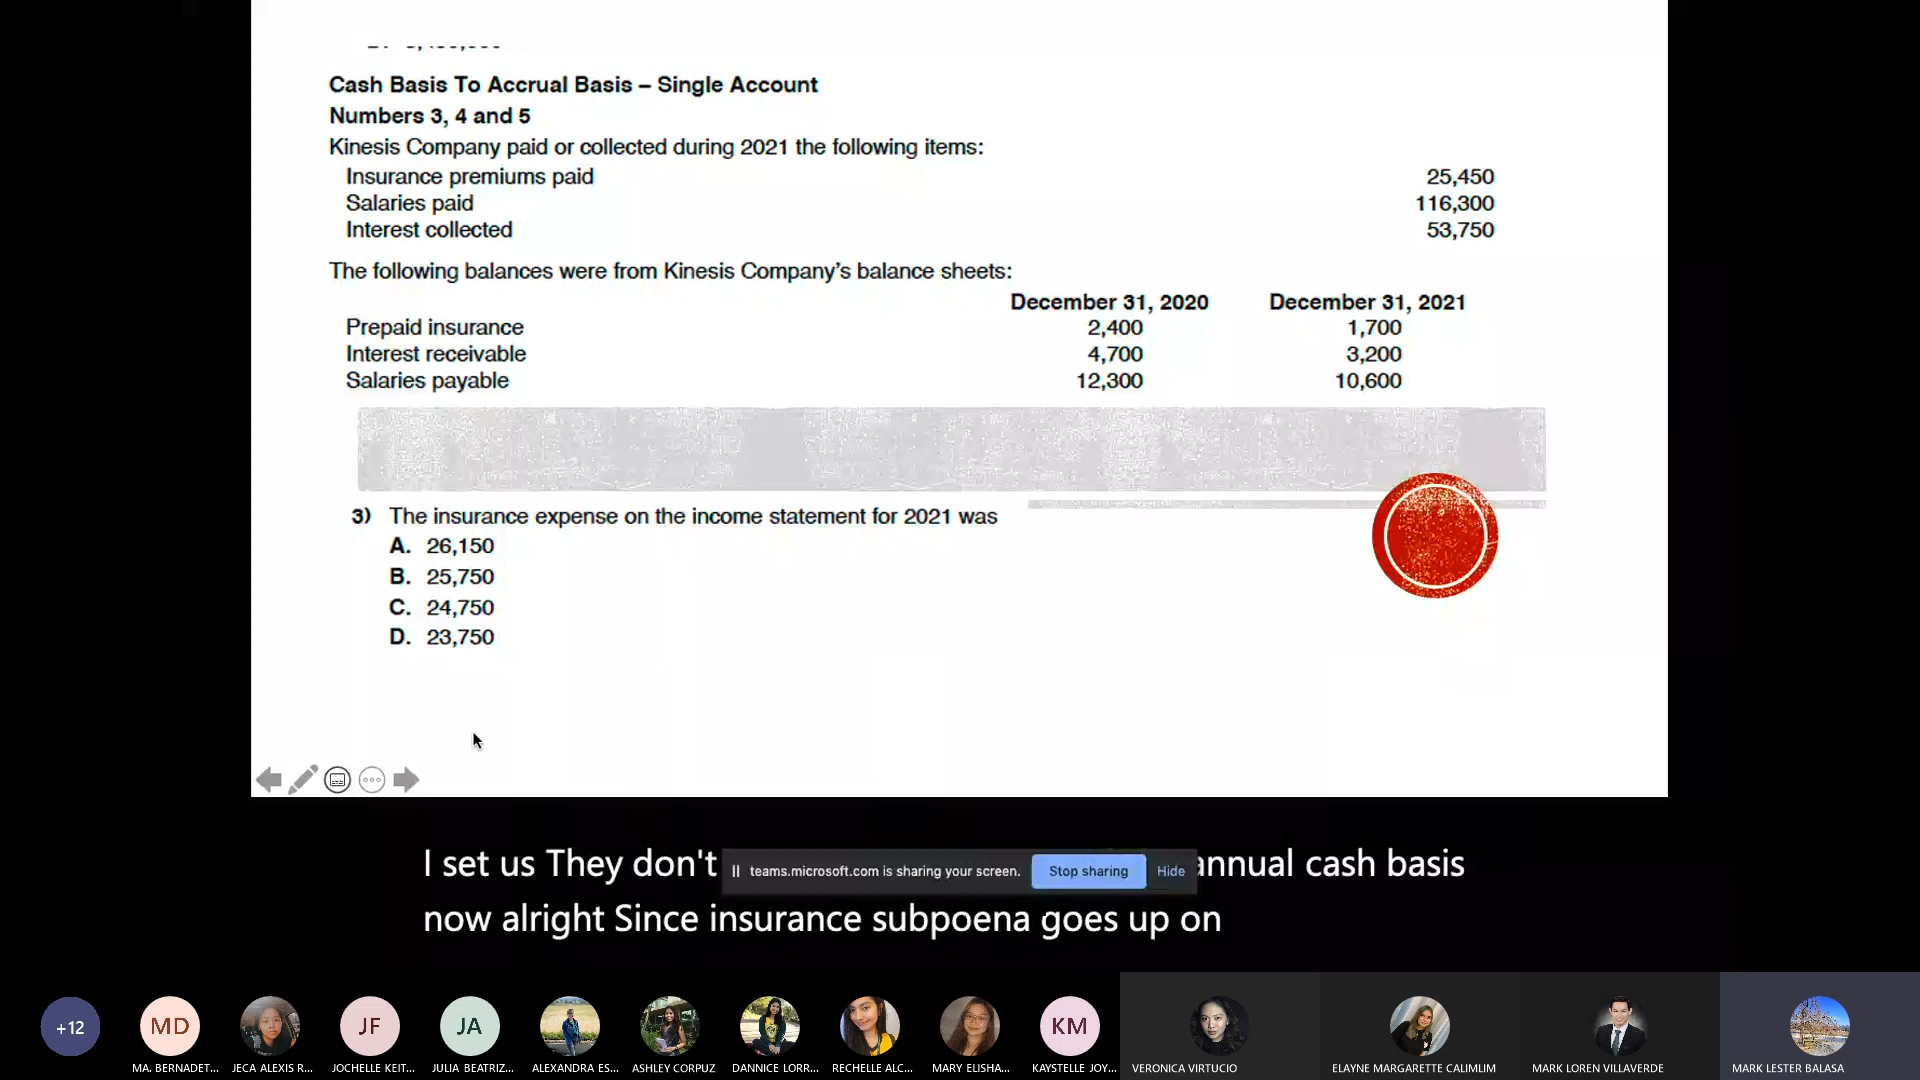 Cash Basis To Accrual Basis – Single Account
Numbers 3, 4 and 5
Kinesis Company paid or collected during 2021 the following items:
Insurance premiums paid 25,450
Salaries paid 116,300
Interest collected 53,750
The following balances were from Kinesis Company’s balance sheets:
December 31, 2020 December 31, 2021
Prepaid insurance 2,400 1,700
Interest receivable 4,700 3,200
Salaries payable 12,300 10,600
3) The insurance expense on the income statement for 2021 was
A. 26,150
B. 25,750
C. 24,750
D. 23,750
I set us They don't annual cash basis
teams.microsoft.com is sharing your screen. Stop sharing Hide
now alright Since insurance subpoena goes up on
+12 MD JF JA KM
MA. BERNADET... JECA ALEXIS R... JOCHELLE KEIT... JULIA BEATRIZ... ALEXANDRA ES... ASHLEY CORPUZ DANNICE LORR... RECHELLE ALC... MARY ELISHA... KAYSTELLE JOY... VERONICA VIRTUCIO ELAYNE MARGARETTE CALIMLIM MARK LOREN VILLAVERDE MARK LESTER BALASA